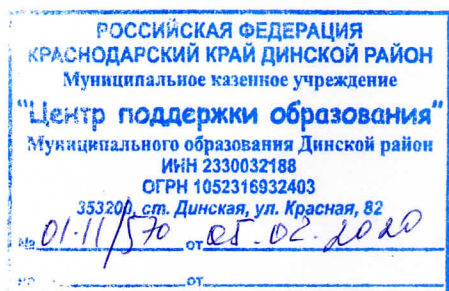 РОССИЙСКАЯ ФЕДЕРАЦИЯ
КРАСНОДАРСКИЙ КРАЙ ДИНСКОЙ РАЙОН
Муниципальное казенное учреждение
"Центр поддержки образования"
Муниципального образования Динской район
ИНН 2330032188
ОГРН 1052316932403
353200, ст. Динская, ул. Красная, 82
№ 01-11/570 от 05.02.2020
№ от